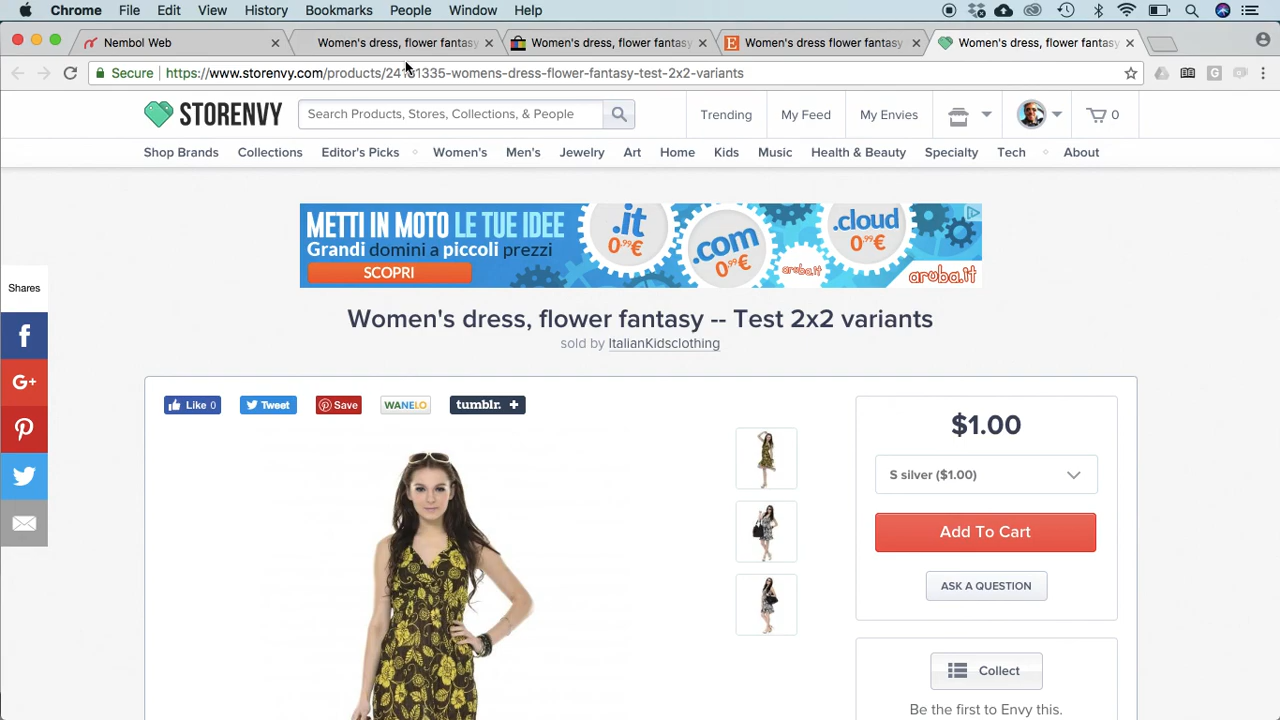 Chrome File Edit View History Bookmarks People Window Help
Nembol Web
Women's dress, flower fantasy
Women's dress, flower fantasy
Women's dress flower fantasy
Women's dress, flower fantasy
Secure https://www.storenvy.com/products/24181335-womens-dress-flower-fantasy-test-2x2-variants
STORENVY
Search Products, Stores, Collections, & People
Trending My Feed My Envies 0
Shop Brands Collections Editor's Picks Women's Men's Jewelry Art Home Kids Music Health & Beauty Specialty Tech About
METTI IN MOTO LE TUE IDEE
Grandi domini a piccoli prezzi
SCOPRI
.it
0,99€
.com
0,99€
.cloud
0,99€
aruba.it
aruba.it
Shares
Women's dress, flower fantasy -- Test 2x2 variants
sold by ItalianKidsclothing
Like 0 Tweet Save WANELO tumblr. +
$1.00
S silver ($1.00)
Add To Cart
ASK A QUESTION
Collect
Be the first to Envy this.